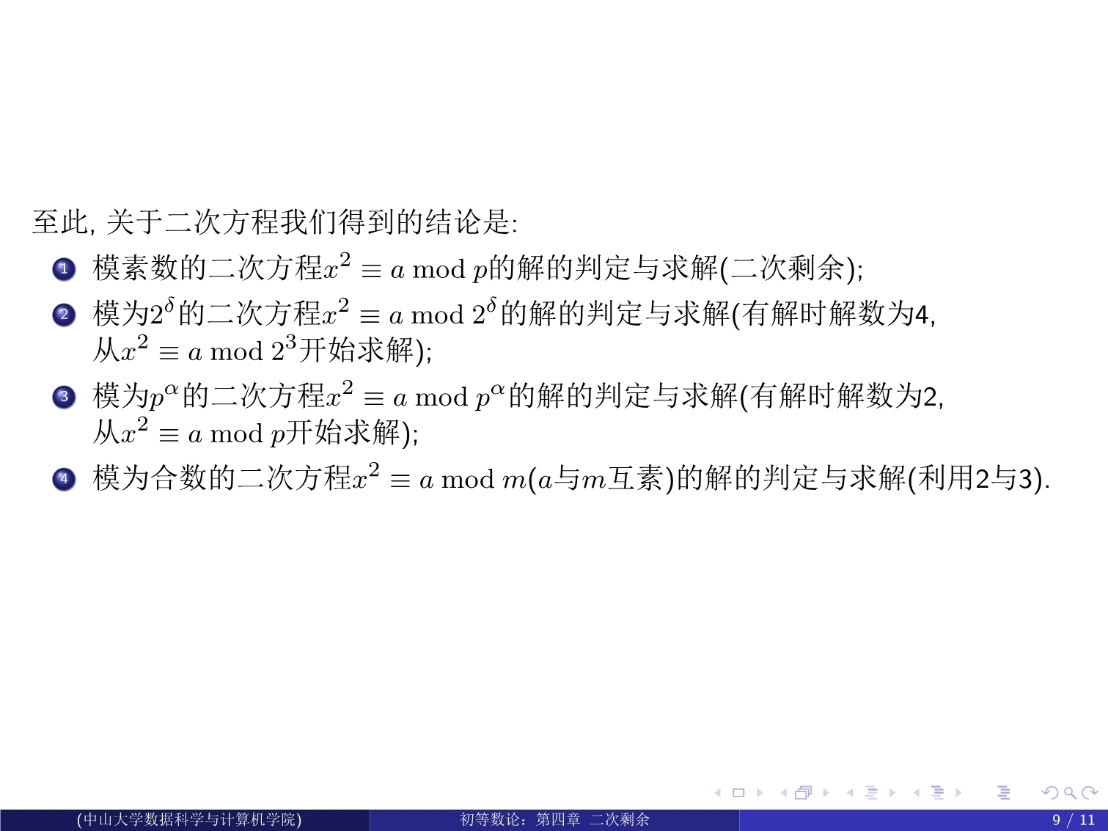 至此, 关于二次方程我们得到的结论是:
1 模素数的二次方程x² ≡ a mod p的解的判定与求解(二次剩余);
2 模为2^δ的二次方程x² ≡ a mod 2^δ的解的判定与求解(有解时解数为4,
从x² ≡ a mod 2³开始求解);
3 模为p^α的二次方程x² ≡ a mod p^α的解的判定与求解(有解时解数为2,
从x² ≡ a mod p开始求解);
4 模为合数的二次方程x² ≡ a mod m(a与m互素)的解的判定与求解(利用2与3).
(中山大学数据科学与计算机学院) 初等数论: 第四章 二次剩余 9 / 11